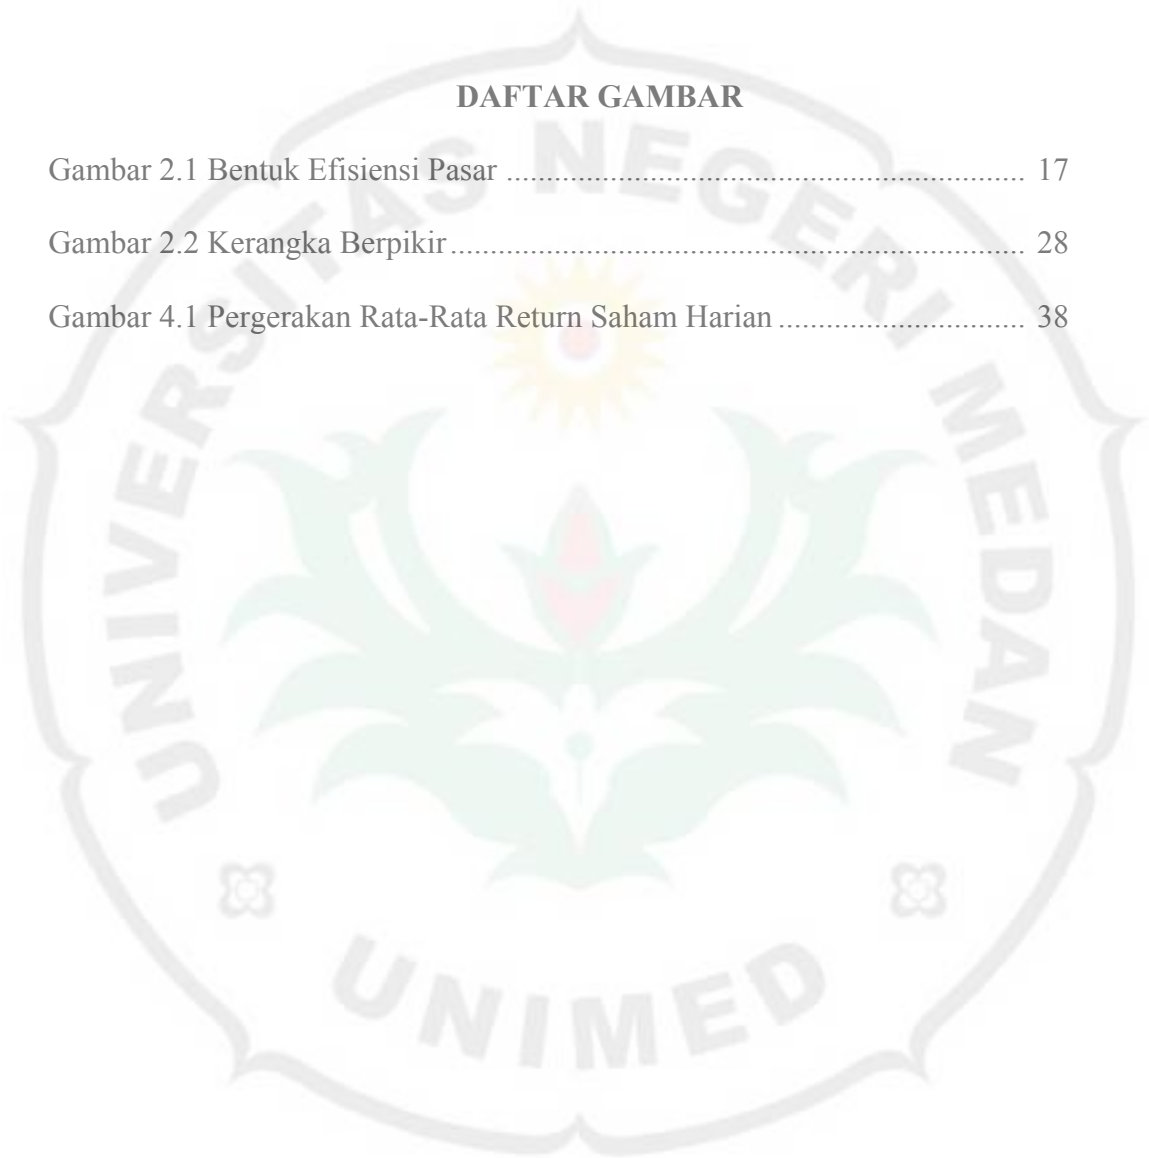 DAFTAR GAMBAR
Gambar 2.1 Bentuk Efisiensi Pasar .................................................................. 17
Gambar 2.2 Kerangka Berpikir ......................................................................... 28
Gambar 4.1 Pergerakan Rata-Rata Return Saham Harian ............................... 38
UNIVERSITAS NEGERI MEDAN
UNIMED